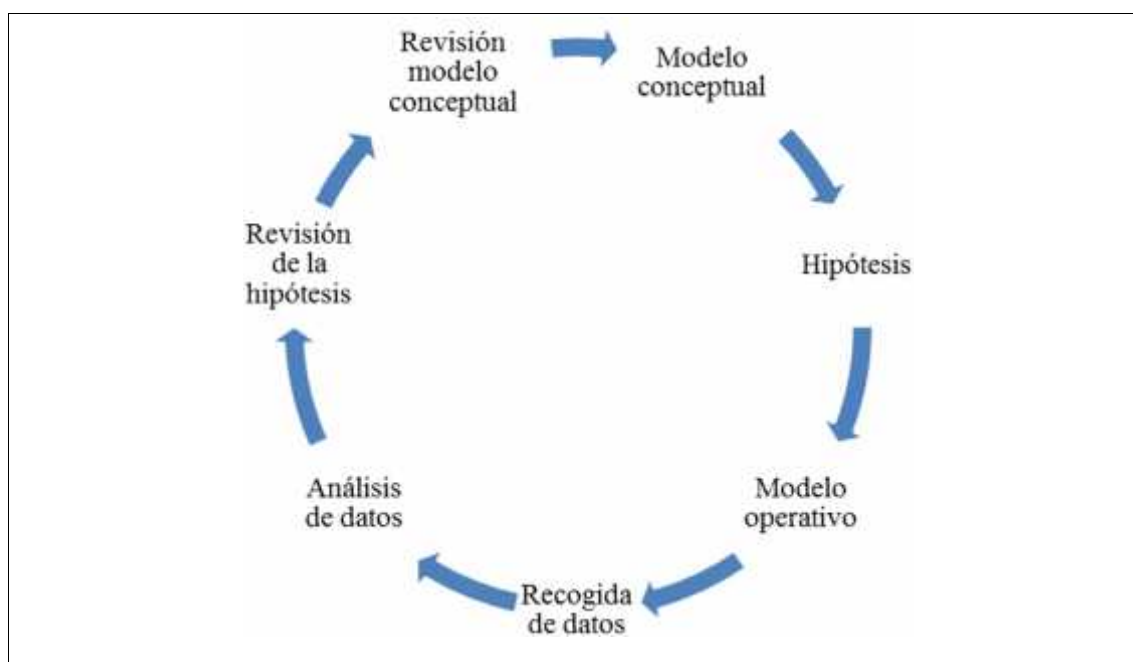 Revisión
modelo
conceptual
Modelo
conceptual
Hipótesis
Modelo
operativo
Recogida
de datos
Análisis
de datos
Revisión
de la
hipótesis